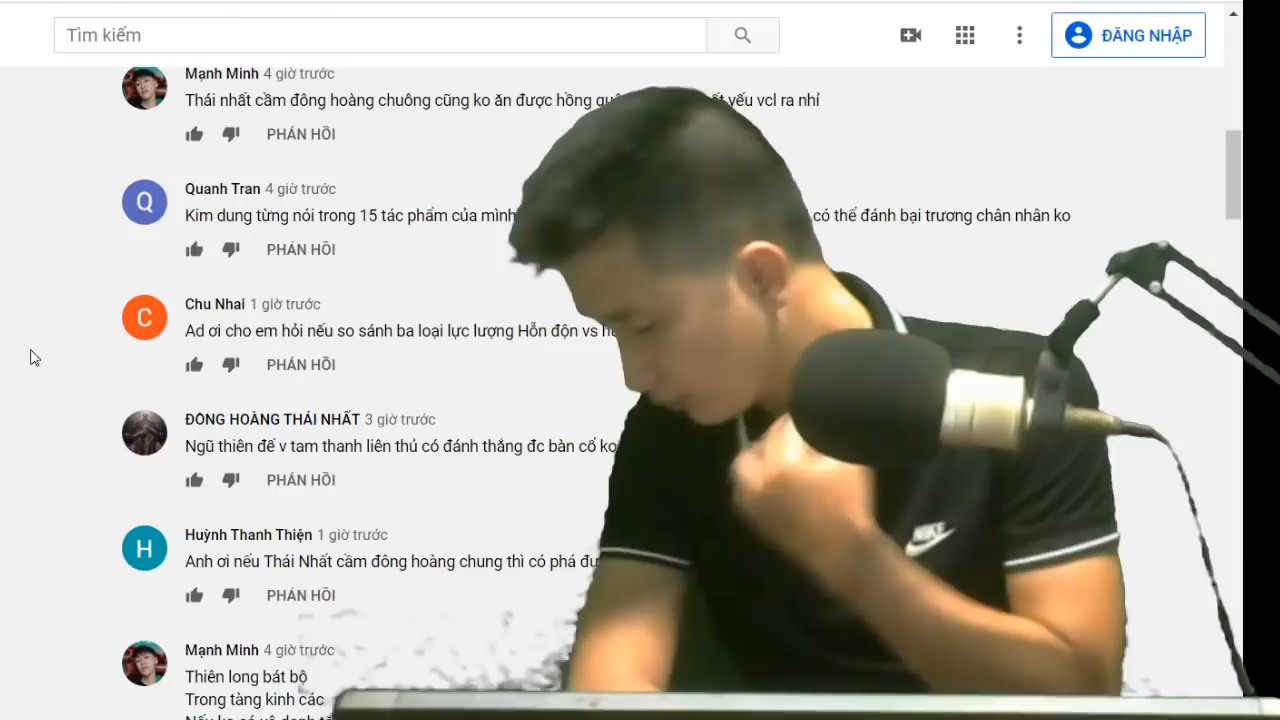 Tìm kiếm
ĐĂNG NHẬP
Mạnh Minh 4 giờ trước
Thái nhất cầm đông hoàng chuông cũng ko ăn được hồng yếu vcl ra nhỉ
PHẢN HỒI
Quanh Tran 4 giờ trước
Kim dung từng nói trong 15 tác phẩm của mình có thể đánh bại trương chân nhân ko
PHẢN HỒI
Chu Nhai 1 giờ trước
Ad ơi cho em hỏi nếu so sánh ba loại lực lượng Hỗn độn vs
PHẢN HỒI
ĐÔNG HOÀNG THÁI NHẤT 3 giờ trước
Ngũ thiên đế v tam thanh liên thủ có đánh thắng đc bàn cổ
PHẢN HỒI
Huỳnh Thanh Thiện 1 giờ trước
Anh ơi nếu Thái Nhất cầm đông hoàng chung thì có phá
PHẢN HỒI
NIKE
Mạnh Minh 4 giờ trước
Thiên long bát bộ
Trong tàng kinh các